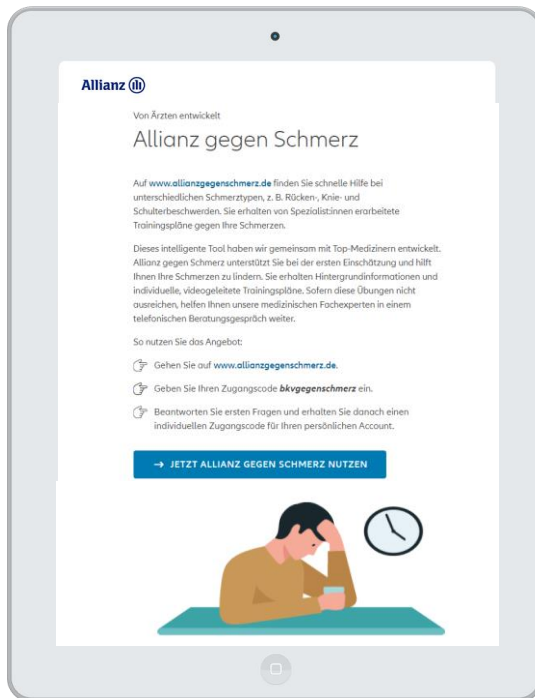 Allianz
Von Ärzten entwickelt
Allianz gegen Schmerz
Auf www.allianzgegenschmerz.de finden Sie schnelle Hilfe bei
unterschiedlichen Schmerztypen, z. B. Rücken-, Knie- und
Schulterbeschwerden. Sie erhalten von Spezialist:innen erarbeitete
Trainingspläne gegen Ihre Schmerzen.
Dieses intelligente Tool haben wir gemeinsam mit Top-Medizinern entwickelt.
Allianz gegen Schmerz unterstützt Sie bei der ersten Einschätzung und hilft
Ihnen Ihre Schmerzen zu lindern. Sie erhalten Hintergrundinformationen und
individuelle, videogeleitete Trainingspläne. Sofern diese Übungen nicht
ausreichen, helfen Ihnen unsere medizinischen Fachexperten in einem
telefonischen Beratungsgespräch weiter.
So nutzen Sie das Angebot:
Gehen Sie auf www.allianzgegenschmerz.de.
Geben Sie Ihren Zugangscode bkvgegenschmerz ein.
Beantworten Sie ersten Fragen und erhalten Sie danach einen
individuellen Zugangscode für Ihren persönlichen Account.
→ JETZT ALLIANZ GEGEN SCHMERZ NUTZEN